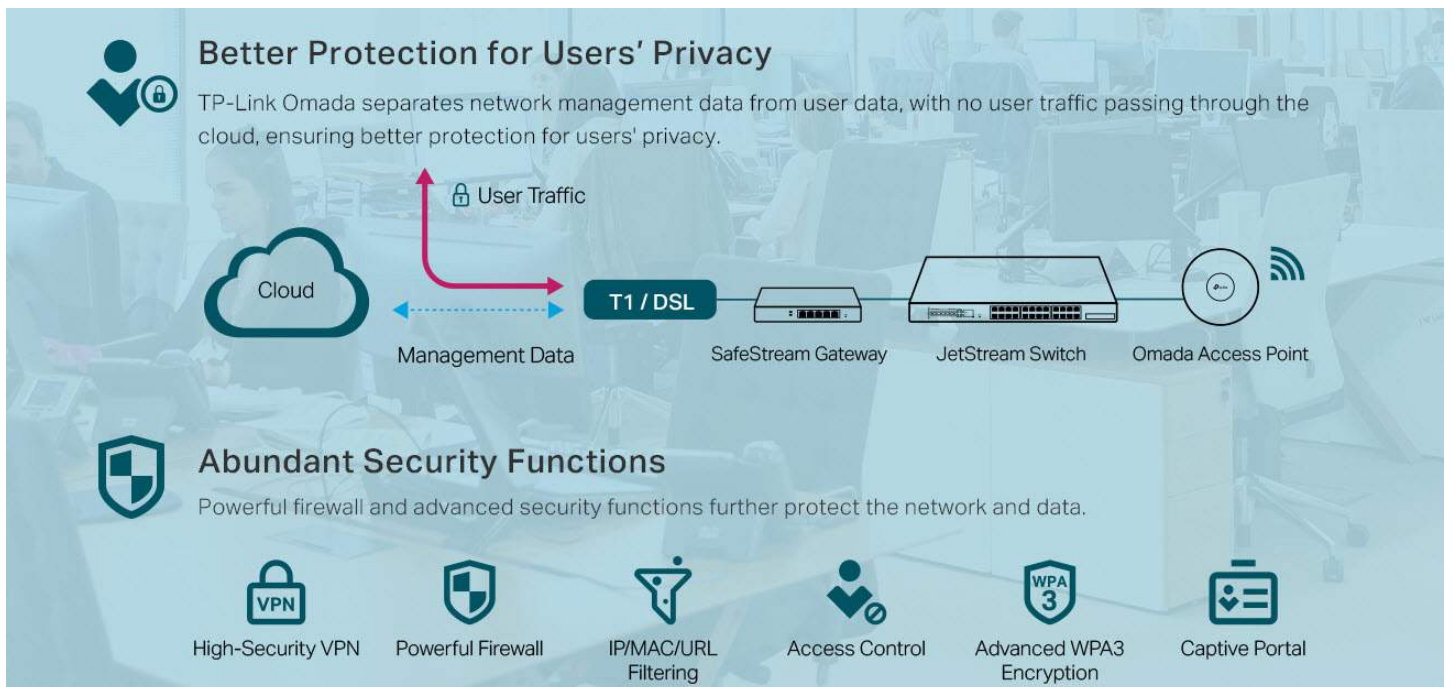 Better Protection for Users' Privacy
TP-Link Omada separates network management data from user data, with no user traffic passing through the
cloud, ensuring better protection for users' privacy.
User Traffic
Cloud
T1 / DSL
Management Data
SafeStream Gateway
JetStream Switch
Omada Access Point
Abundant Security Functions
Powerful firewall and advanced security functions further protect the network and data.
VPN
WPA
3
High-Security VPN
Powerful Firewall
IP/MAC/URL
Filtering
Access Control
Advanced WPA3
Encryption
Captive Portal